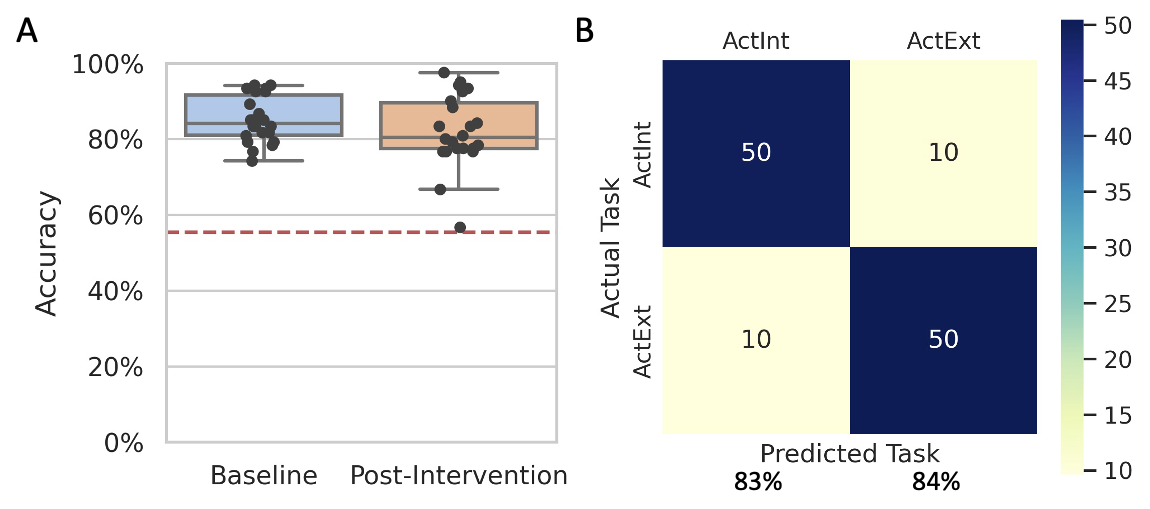 A
100%
80%
60%
40%
20%
0%
Accuracy
Baseline
Post-Intervention
B
ActInt
ActExt
Actual Task
ActInt
50
10
ActExt
10
50
Predicted Task
83%
84%
50
45
40
35
30
25
20
15
10